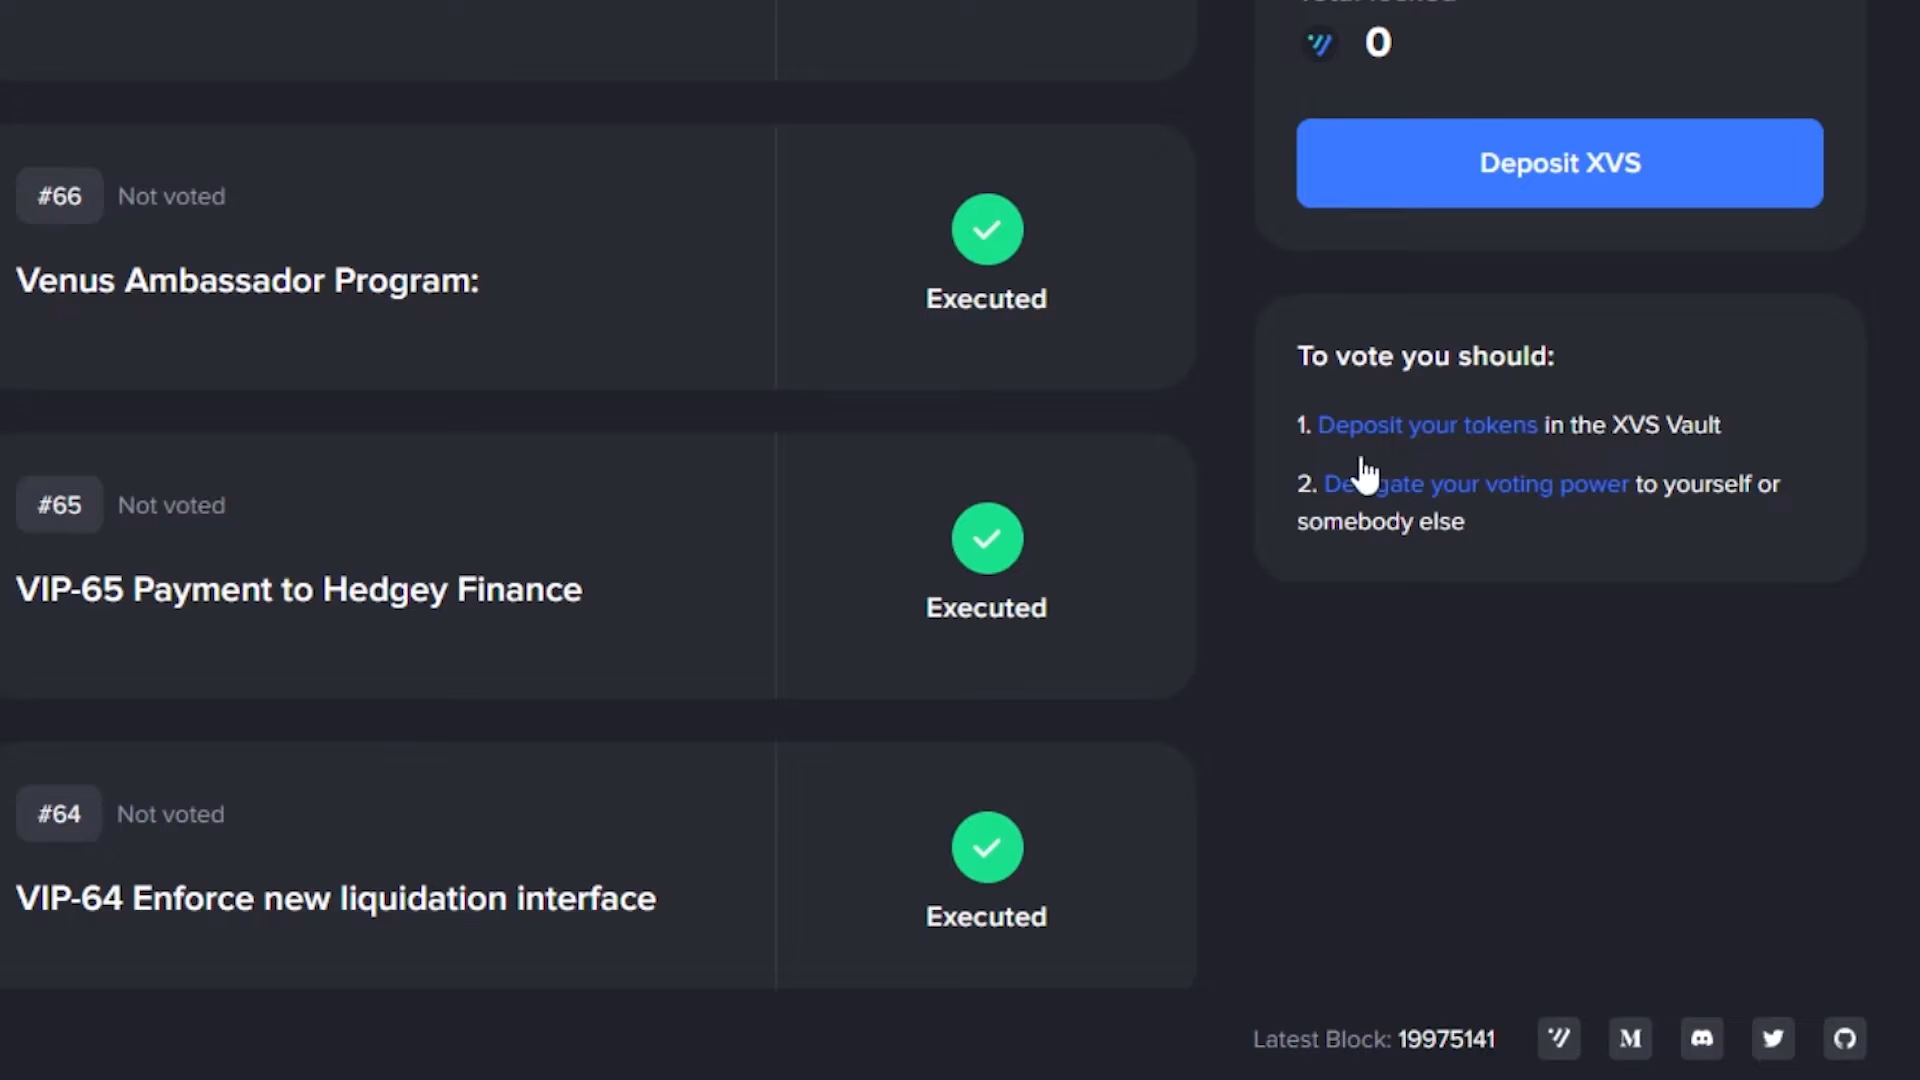 0
Deposit XVS
#66 Not voted
Venus Ambassador Program:
Executed
#65 Not voted
VIP-65 Payment to Hedgey Finance
Executed
#64 Not voted
VIP-64 Enforce new liquidation interface
Executed
To vote you should:
1. Deposit your tokens in the XVS Vault
2. Delegate your voting power to yourself or
somebody else
Latest Block: 19975141